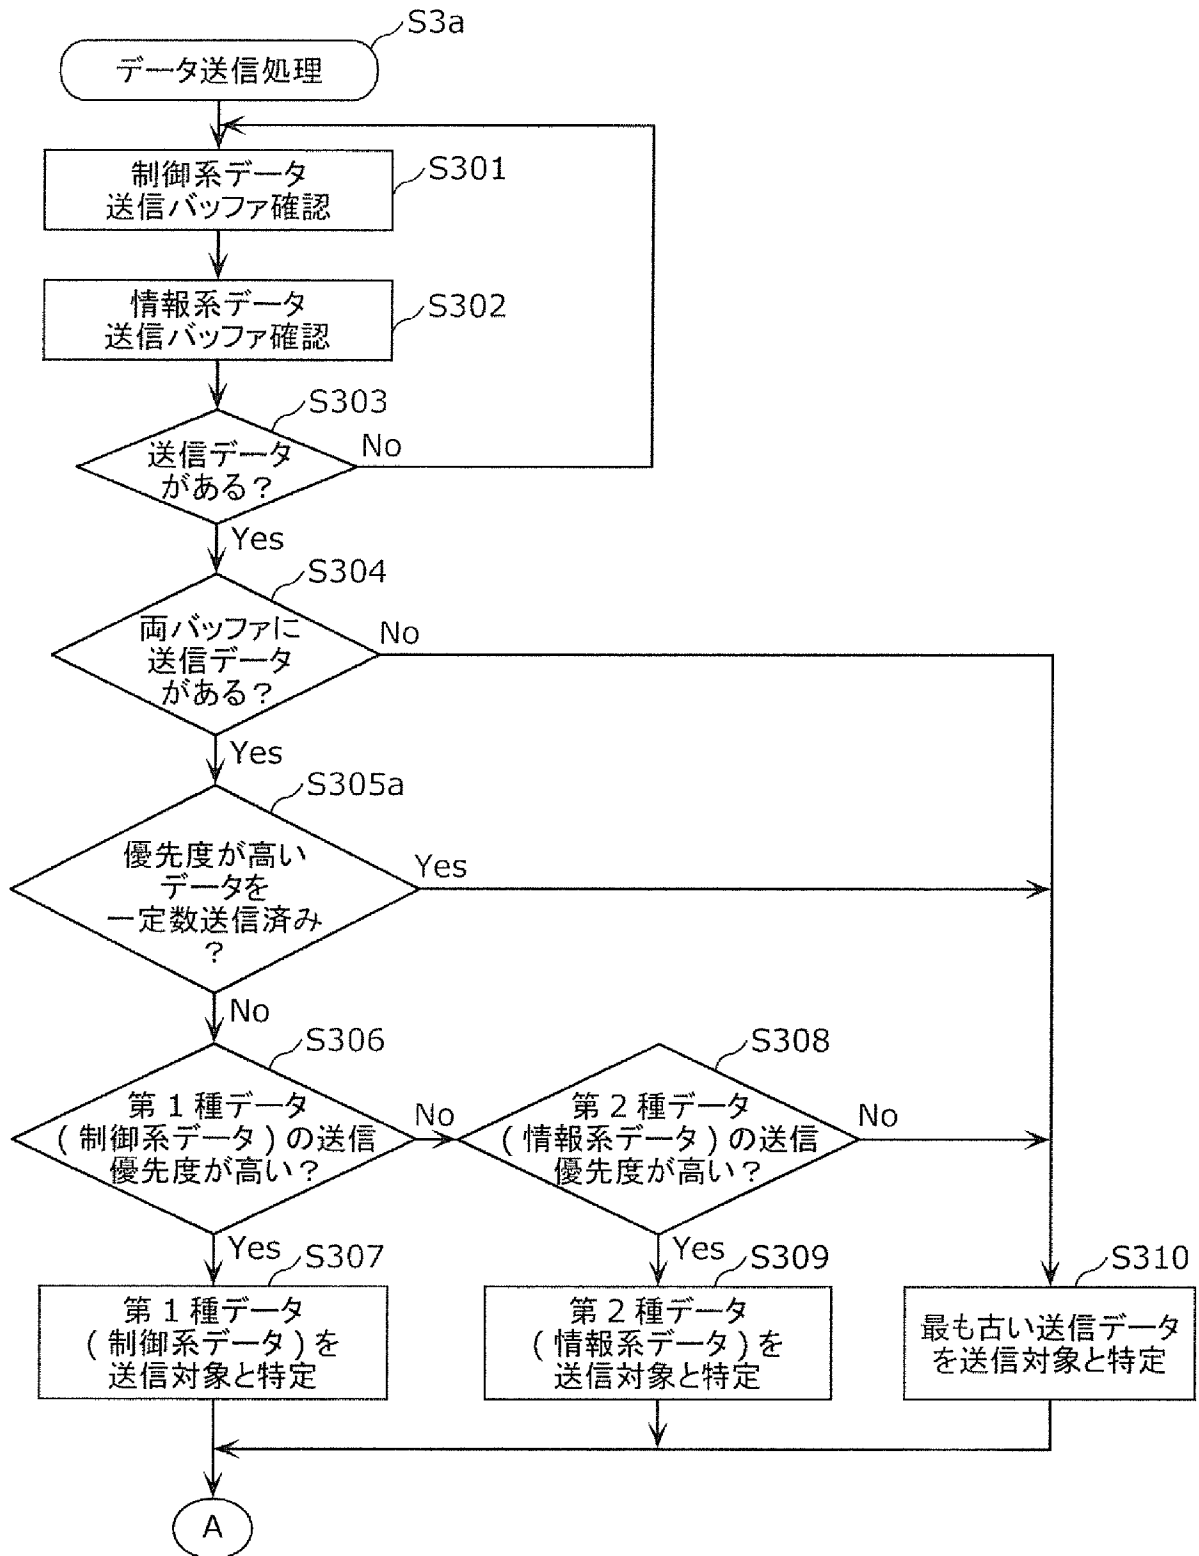 S3a
データ送信処理
制御系データ
送信バッファ確認
S301
情報系データ
送信バッファ確認
S302
S303
送信データ
がある？
No
Yes
S304
両バッファに
送信データ
がある？
No
Yes
S305a
優先度が高い
データを
一定数送信済み
？
Yes
No
S306
第１種データ
(制御系データ)の送信
優先度が高い？
No
S308
第２種データ
(情報系データ)の送信
優先度が高い？
No
Yes
S307
第１種データ
(制御系データ)を
送信対象と特定
Yes
S309
第２種データ
(情報系データ)を
送信対象と特定
S310
最も古い送信データ
を送信対象と特定
A